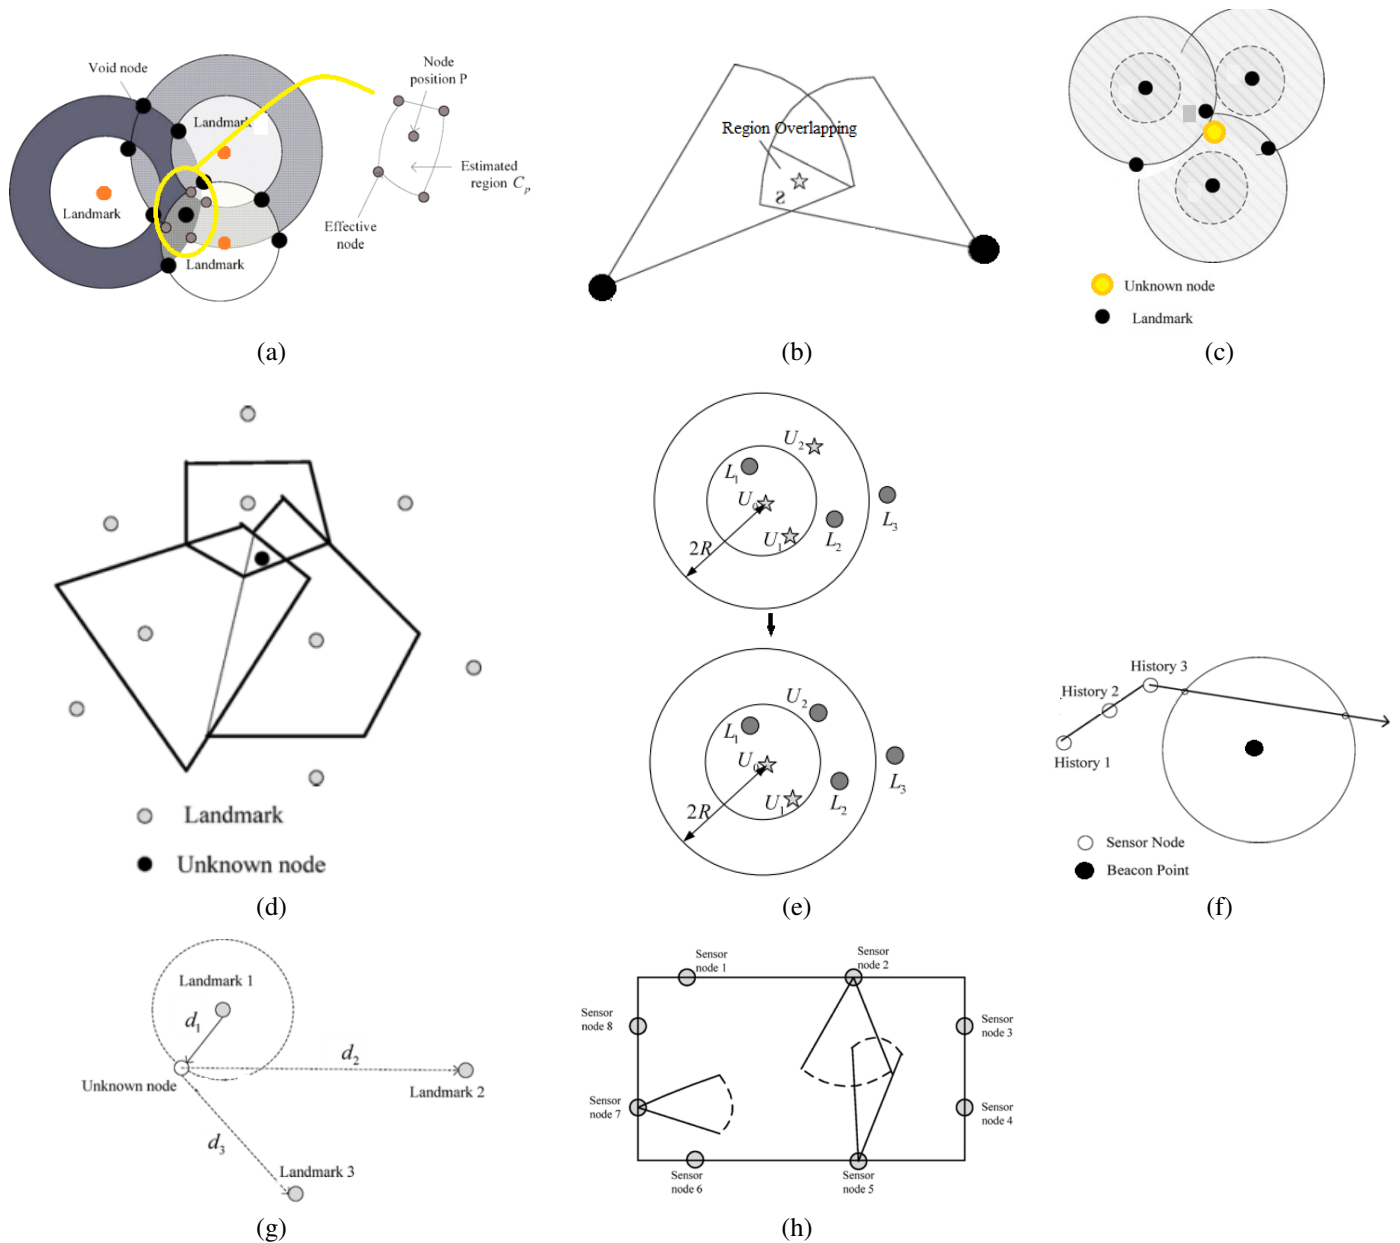 Void node
Landmark
Landmark
Landmark
Node
position P
Estimated
region C_p
Effective
node
(a)
Region Overlapping
S
(b)
Unknown node
Landmark
(c)
Landmark
Unknown node
(d)
U_2
L_1
U_0
L_3
U_1
L_2
2R
U_2
L_1
U_0
L_3
U_1
L_2
2R
(e)
History 3
History 2
History 1
Sensor Node
Beacon Point
(f)
Landmark 1
d_1
d_2
Unknown node
Landmark 2
d_3
Landmark 3
(g)
Sensor
node 1
Sensor
node 2
Sensor
node 8
Sensor
node 3
Sensor
node 7
Sensor
node 4
Sensor
node 6
Sensor
node 5
(h)